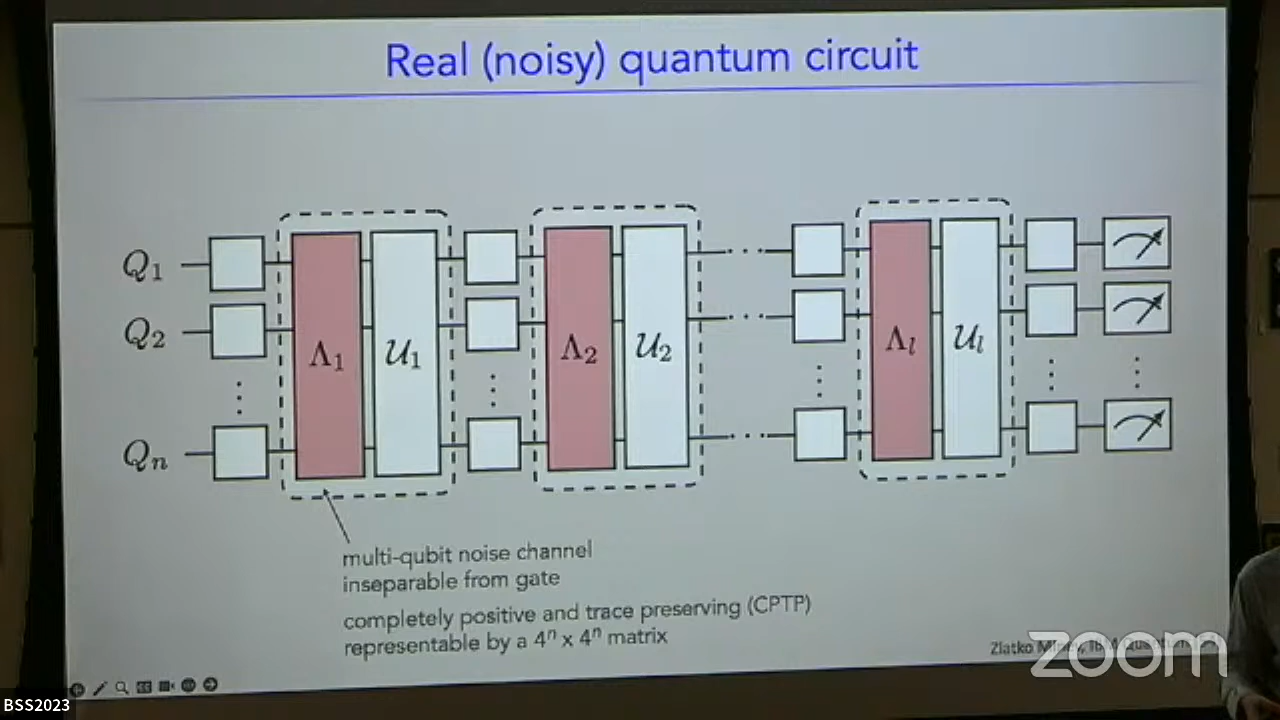 Real (noisy) quantum circuit
Q₁ Λ₁ 𝒰₁ Λ₂ 𝒰₂ Λₗ 𝒰ₗ
Q₂
Qₙ
multi-qubit noise channel
inseparable from gate
completely positive and trace preserving (CPTP)
representable by a 4ⁿ x 4ⁿ matrix
Zlatko
zoom
BSS2023